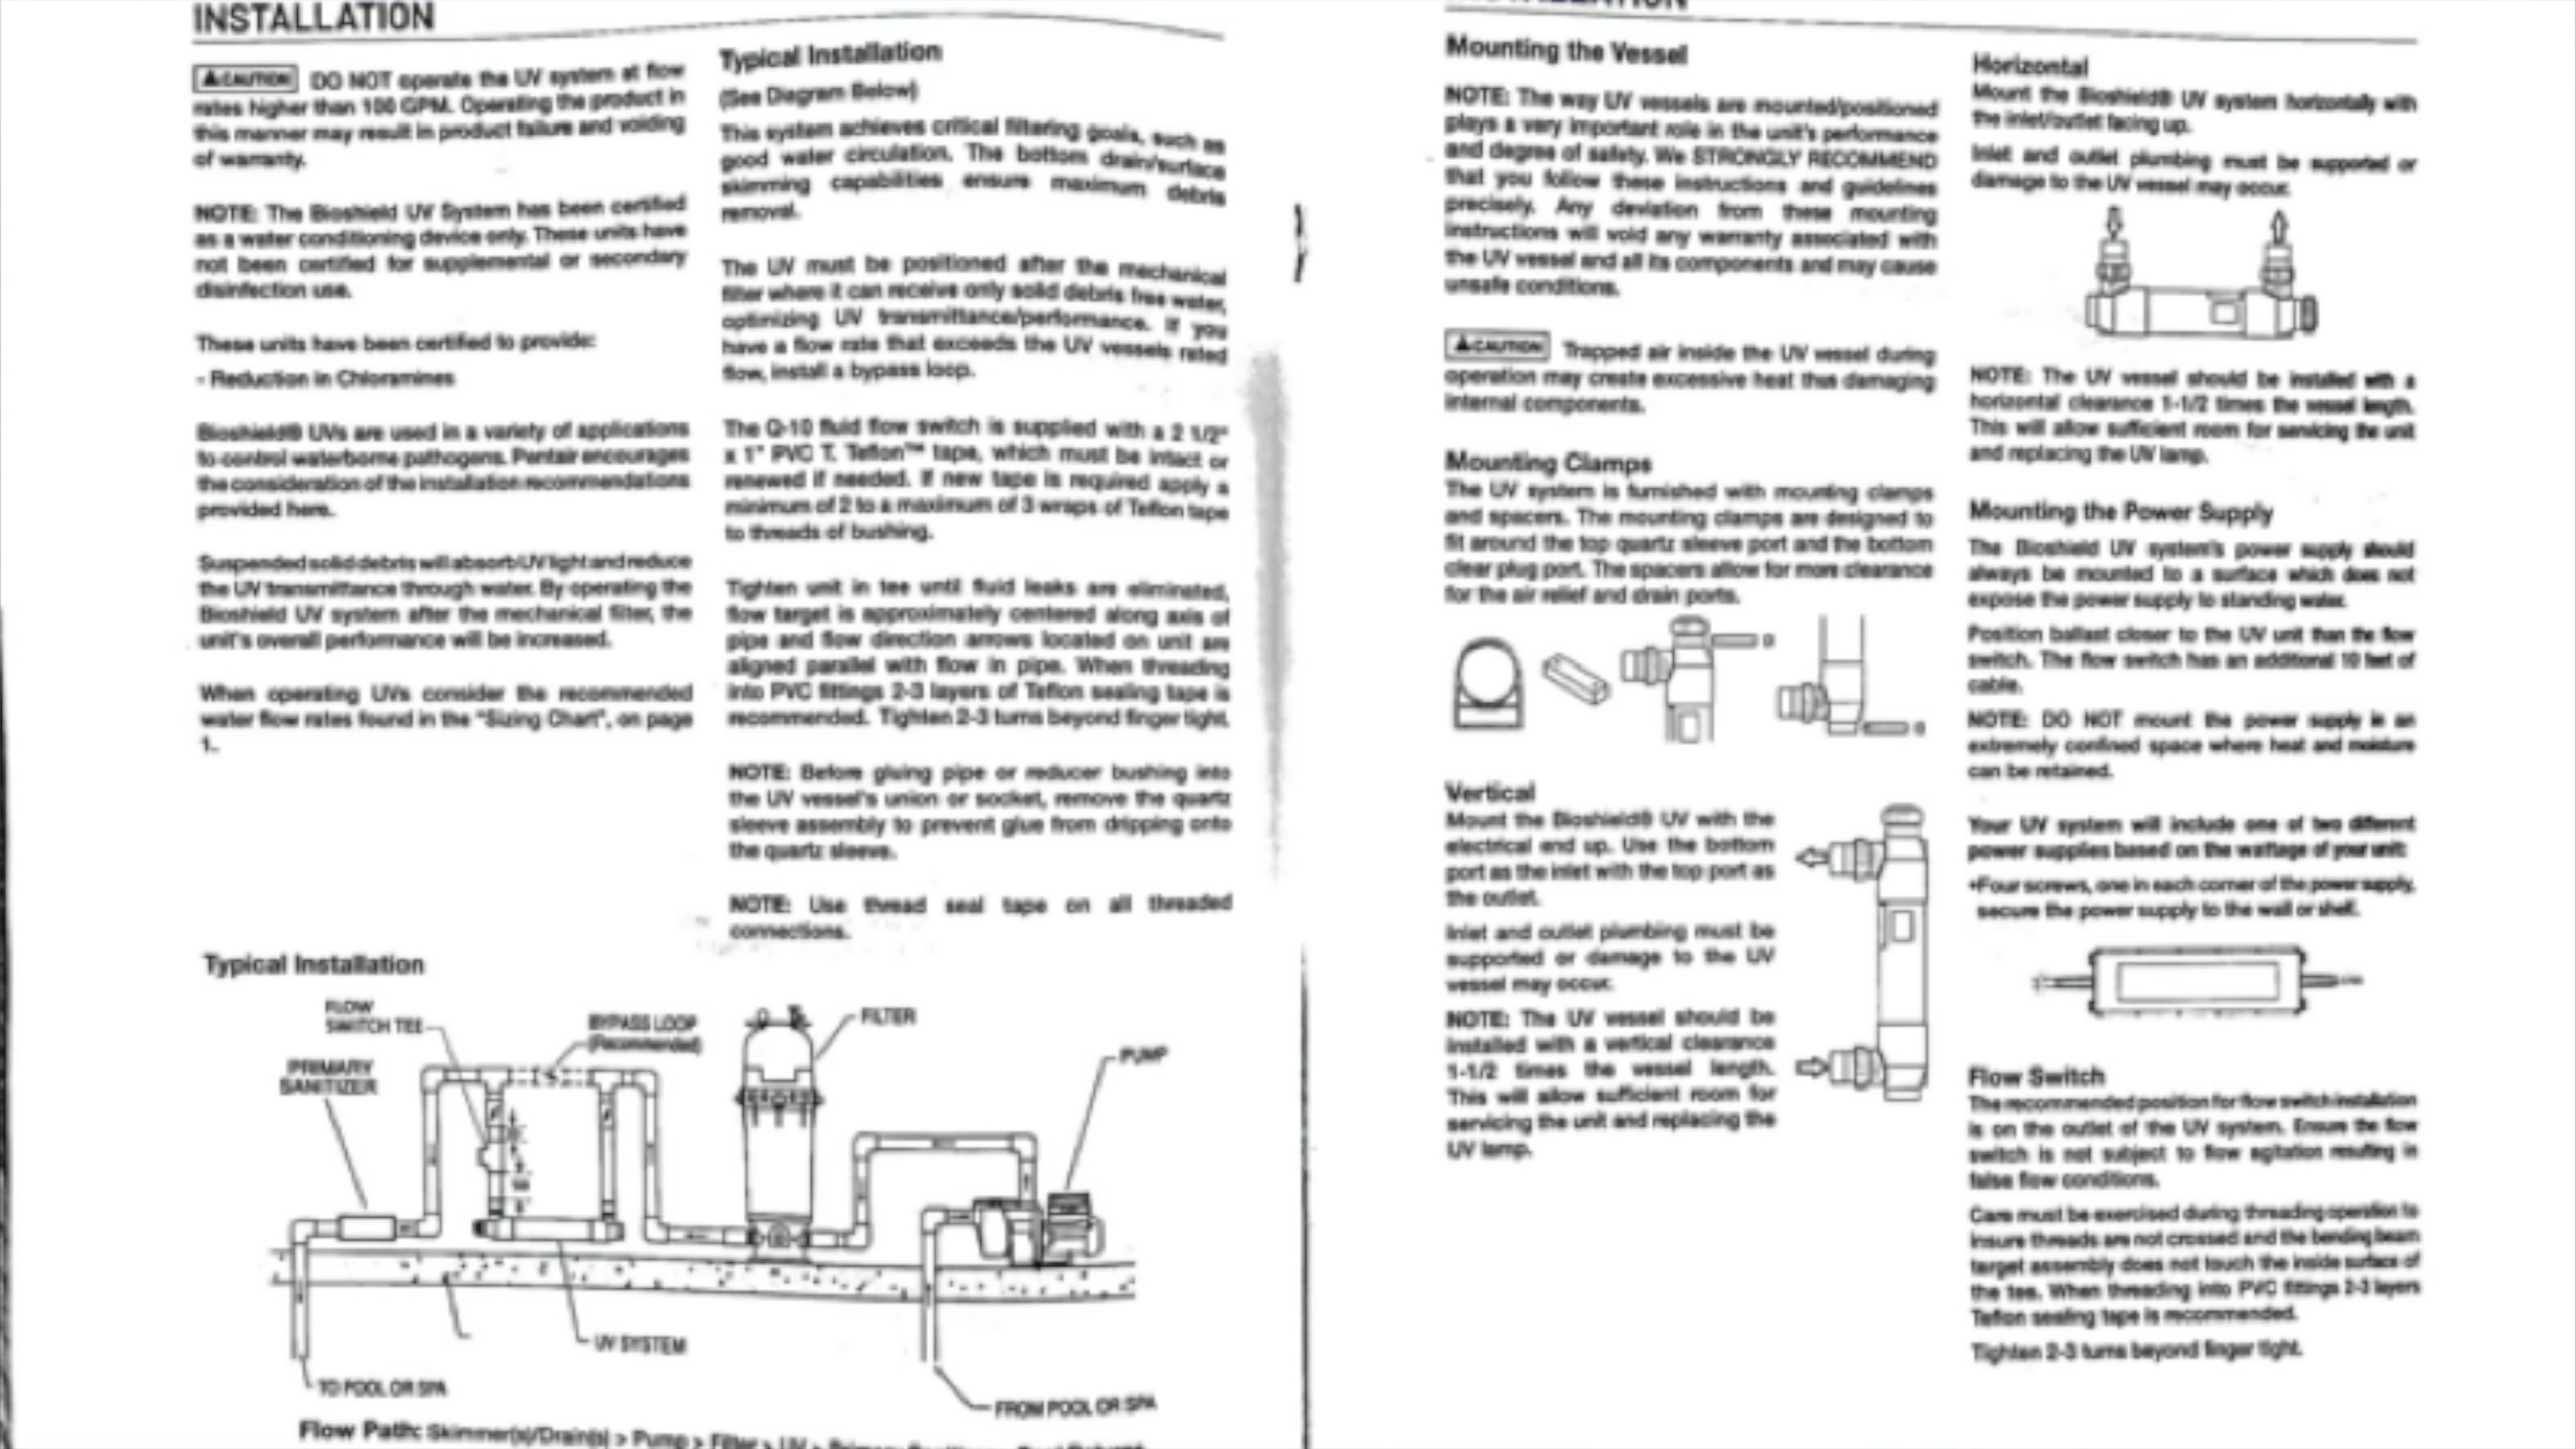 INSTALLATION
⚠CAUTION DO NOT operate the UV system at flow
rates higher than 100 GPM. Operating the product in
this manner may result in product failure and voiding
of warranty.
NOTE: The Bioshield UV System has been certified
as a water conditioning device only. These units have
not been certified for supplemental or secondary
disinfection use.
These units have been certified to provide:
- Reduction in Chloramines
Bioshield® UVs are used in a variety of applications
to control waterborne pathogens. Pentair encourages
the consideration of the installation recommendations
provided here.
Suspended solid debris will absorb UV light and reduce
the UV transmittance through water. By operating the
Bioshield UV system after the mechanical filter, the
unit's overall performance will be increased.
When operating UVs consider the recommended
water flow rates found in the "Sizing Chart", on page
1.
Typical Installation
(See Diagram Below)
This system achieves critical filtering goals, such as
good water circulation. The bottom drain/surface
skimming capabilities ensure maximum debris
removal.
The UV must be positioned after the mechanical
filter where it can receive only solid debris free water,
optimizing UV transmittance/performance. If you
have a flow rate that exceeds the UV vessels rated
flow, install a bypass loop.
The Q-10 fluid flow switch is supplied with a 2 1/2"
x 1" PVC T. Teflon™ tape, which must be intact or
renewed if needed. If new tape is required apply a
minimum of 2 to a maximum of 3 wraps of Teflon tape
to threads of bushing.
Tighten unit in tee until fluid leaks are eliminated,
flow target is approximately centered along axis of
pipe and flow direction arrows located on unit are
aligned parallel with flow in pipe. When threading
into PVC fittings 2-3 layers of Teflon sealing tape is
recommended. Tighten 2-3 turns beyond finger tight.
NOTE: Before gluing pipe or reducer bushing into
the UV vessel's union or socket, remove the quartz
sleeve assembly to prevent glue from dripping onto
the quartz sleeve.
NOTE: Use thread seal tape on all threaded
connections.
Typical Installation
FLOW
SWITCH TEE
BYPASS LOOP
(Recommended)
FILTER
PUMP
PRIMARY
SANITIZER
UV SYSTEM
TO POOL OR SPA
FROM POOL OR SPA
Flow Path: Skimmer(s)/Drain(s) > Pump > Filter > UV >
INSTALLATION
Mounting the Vessel
NOTE: The way UV vessels are mounted/positioned
plays a very important role in the unit's performance
and degree of safety. We STRONGLY RECOMMEND
that you follow these instructions and guidelines
precisely. Any deviation from these mounting
instructions will void any warranty associated with
the UV vessel and all its components and may cause
unsafe conditions.
⚠CAUTION Trapped air inside the UV vessel during
operation may create excessive heat thus damaging
internal components.
Mounting Clamps
The UV system is furnished with mounting clamps
and spacers. The mounting clamps are designed to
fit around the top quartz sleeve port and the bottom
clear plug port. The spacers allow for more clearance
for the air relief and drain ports.
Vertical
Mount the Bioshield® UV with the
electrical end up. Use the bottom
port as the inlet with the top port as
the outlet.
Inlet and outlet plumbing must be
supported or damage to the UV
vessel may occur.
NOTE: The UV vessel should be
installed with a vertical clearance
1-1/2 times the vessel length.
This will allow sufficient room for
servicing the unit and replacing the
UV lamp.
Horizontal
Mount the Bioshield® UV system horizontally with
the inlet/outlet facing up.
Inlet and outlet plumbing must be supported or
damage to the UV vessel may occur.
NOTE: The UV vessel should be installed with a
horizontal clearance 1-1/2 times the vessel length.
This will allow sufficient room for servicing the unit
and replacing the UV lamp.
Mounting the Power Supply
The Bioshield UV system's power supply should
always be mounted to a surface which does not
expose the power supply to standing water.
Position ballast closer to the UV unit than the flow
switch. The flow switch has an additional 10 feet of
cable.
NOTE: DO NOT mount the power supply in an
extremely confined space where heat and moisture
can be retained.
Your UV system will include one of two different
power supplies based on the wattage of your unit:
•Four screws, one in each corner of the power supply,
secure the power supply to the wall or shelf.
Flow Switch
The recommended position for flow switch installation
is on the outlet of the UV system. Ensure the flow
switch is not subject to flow agitation resulting in
false flow conditions.
Care must be exercised during threading operation to
insure threads are not crossed and the bending beam
target assembly does not touch the inside surface of
the tee. When threading into PVC fittings 2-3 layers
Teflon sealing tape is recommended.
Tighten 2-3 turns beyond finger tight.